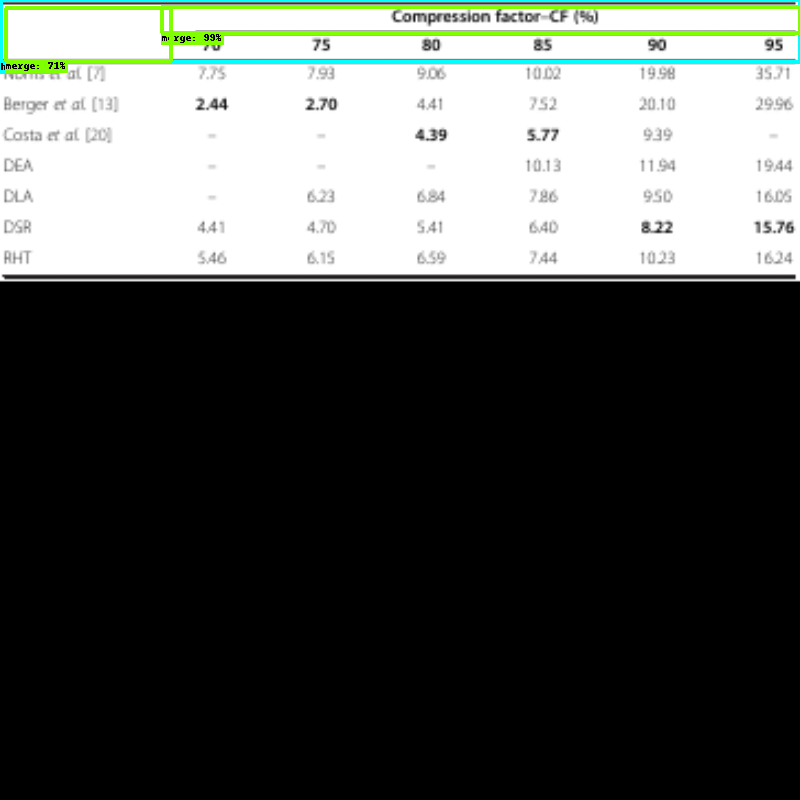 Compression factor–CF (%)
merge: 99%
70 75 80 85 90 95
merge: 71%
et al. [7] 7.75 7.93 9.06 10.02 19.98 35.71
Berger et al. [13] 2.44 2.70 4.41 7.52 20.10 29.96
Costa et al. [20] – – 4.39 5.77 9.39 –
DEA – – – 10.13 11.94 19.44
DLA – 6.23 6.84 7.86 9.50 16.05
DSR 4.41 4.70 5.41 6.40 8.22 15.76
RHT 5.46 6.15 6.59 7.44 10.23 16.24